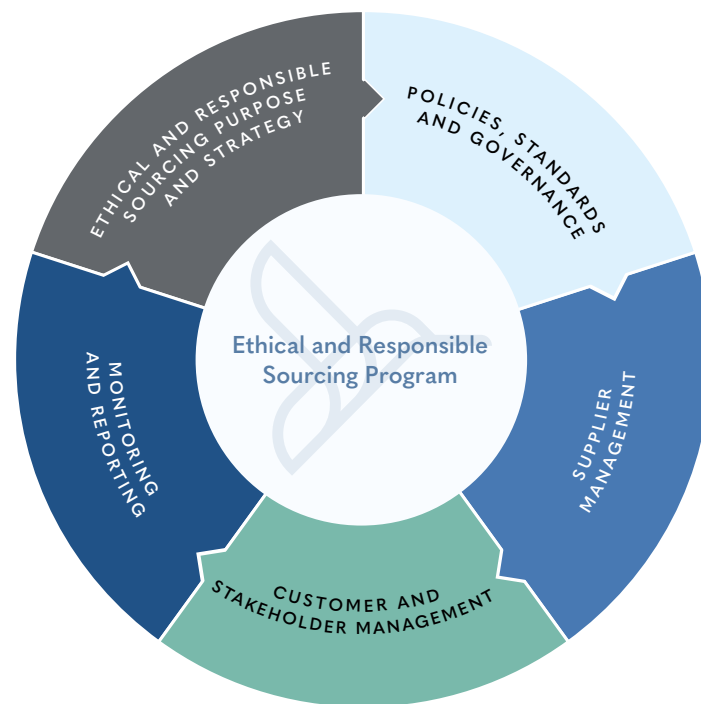 ETHICAL AND RESPONSIBLE
SOURCING PURPOSE
AND STRATEGY
POLICIES, STANDARDS
AND GOVERNANCE
SUPPLIER
MANAGEMENT
CUSTOMER AND
STAKEHOLDER MANAGEMENT
MONITORING
AND REPORTING
Ethical and Responsible
Sourcing Program